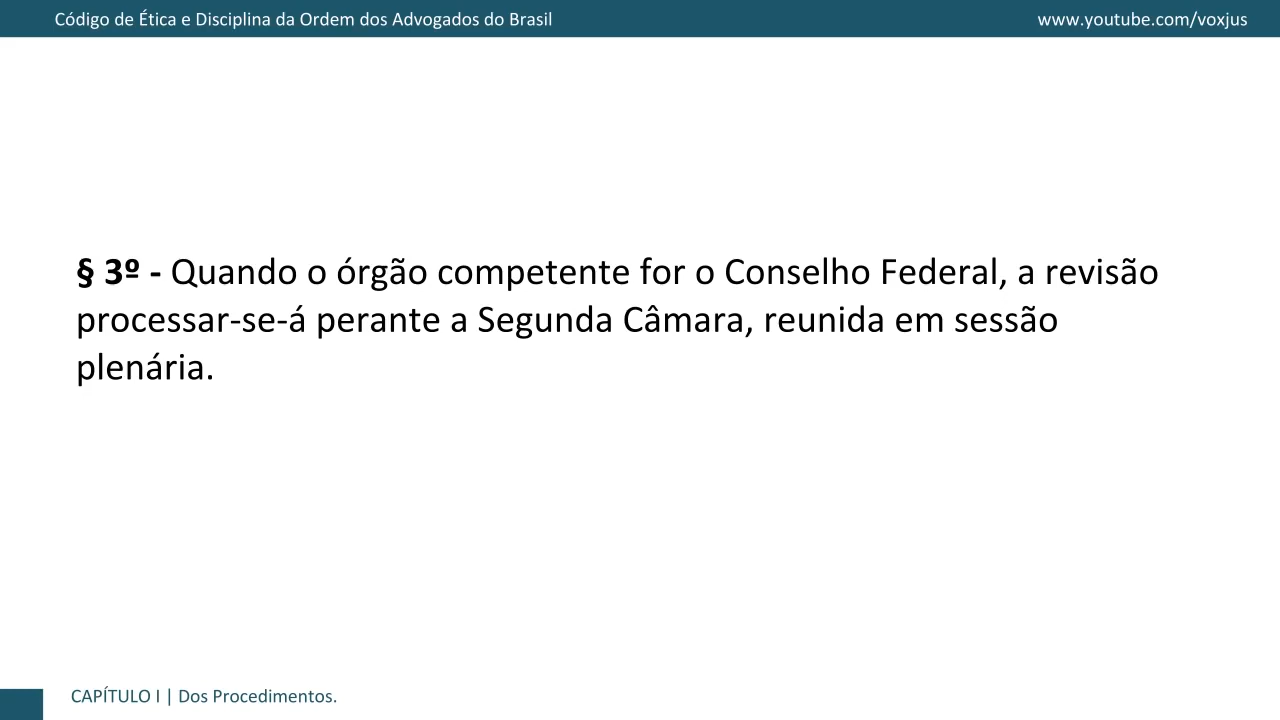 Código de Ética e Disciplina da Ordem dos Advogados do Brasil
www.youtube.com/voxjus
§ 3º - Quando o órgão competente for o Conselho Federal, a revisão
processar-se-á perante a Segunda Câmara, reunida em sessão
plenária.
CAPÍTULO I | Dos Procedimentos.